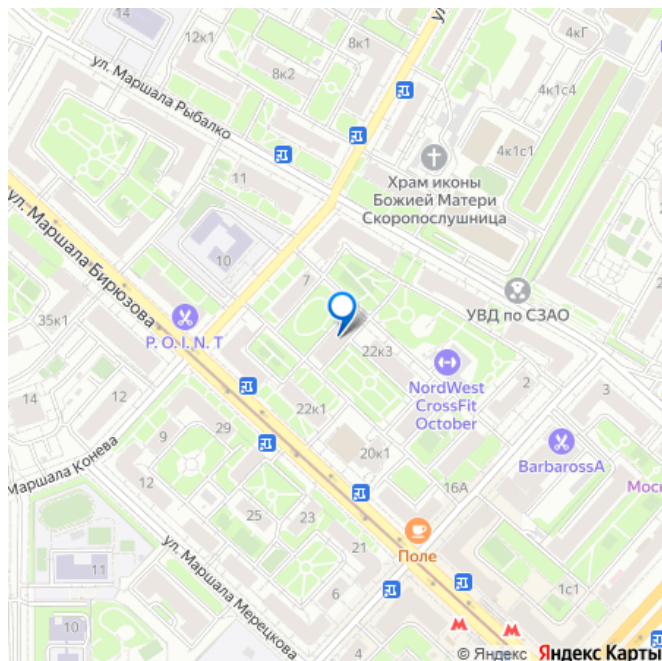 14
12к1
8к1
ул
4кГ
8к2
4к1с4
ул. Маршала Рыбалко
4к1с1
11
Храм иконы
Божией Матери
Скоропослушница
ул. Маршала Бирюзова
10
7
УВД по СЗАО
35к1
P. O. I. N. T
22к3
NordWest
CrossFit
October
2
3
14
12
22к1
9
29
20к1
BarbarossA
Маршала Конева
12
16А
Моск
25
23
Поле
ул. Маршала Мерецкова
21
11
6
1с1
10
4
© Яндекс Яндекс Карты